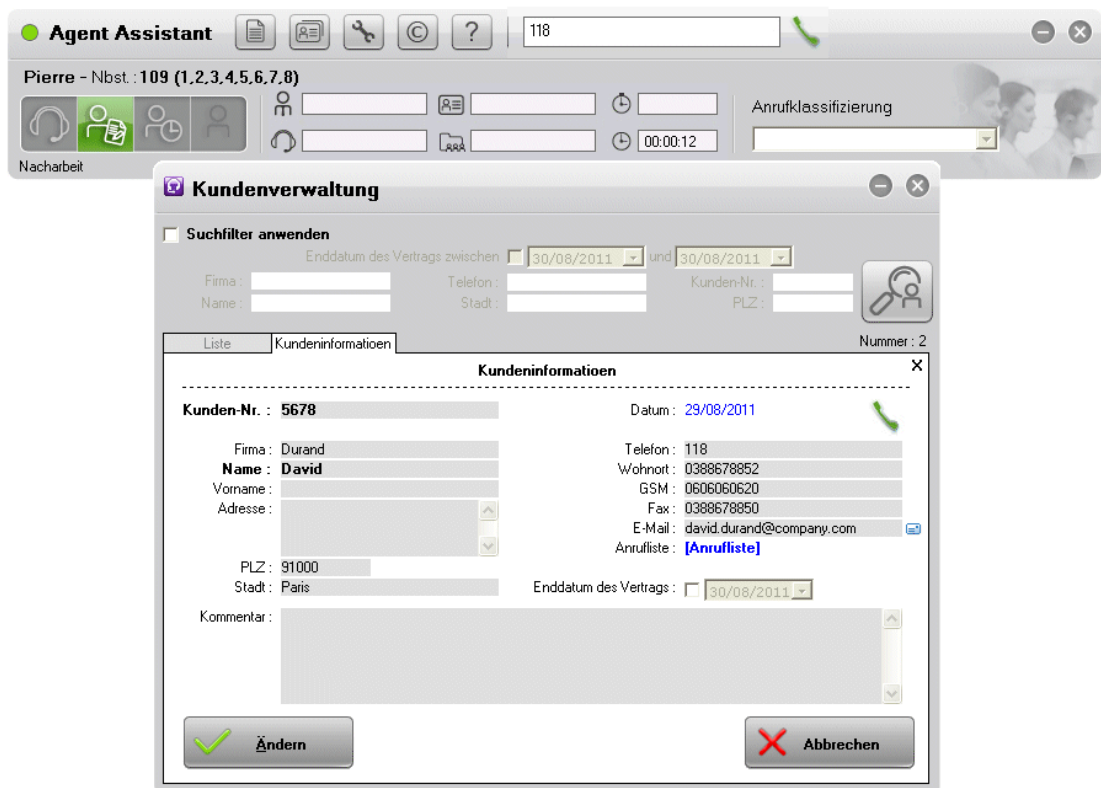 Agent Assistant © ? 118
Pierre - Nbst. : 109 (1,2,3,4,5,6,7,8)
Anrufklassifizierung
00:00:12
Nacharbeit
Kundenverwaltung
Suchfilter anwenden
Enddatum des Vertrags zwischen 30/08/2011 und 30/08/2011
Firma : Telefon : Kunden-Nr. :
Name : Stadt : PLZ :
Liste Kundeninformatioen Nummer : 2
Kundeninformatioen X
Kunden-Nr. : 5678 Datum : 29/08/2011
Firma : Durand Telefon : 118
Name : David Wohnort : 0388678852
Vorname : GSM : 0606060620
Adresse : Fax : 0388678850
E-Mail : david.durand@company.com
Anrufliste : [Anrufliste]
PLZ : 91000
Stadt : Paris Enddatum des Vertrags : 30/08/2011
Kommentar :
Ändern Abbrechen